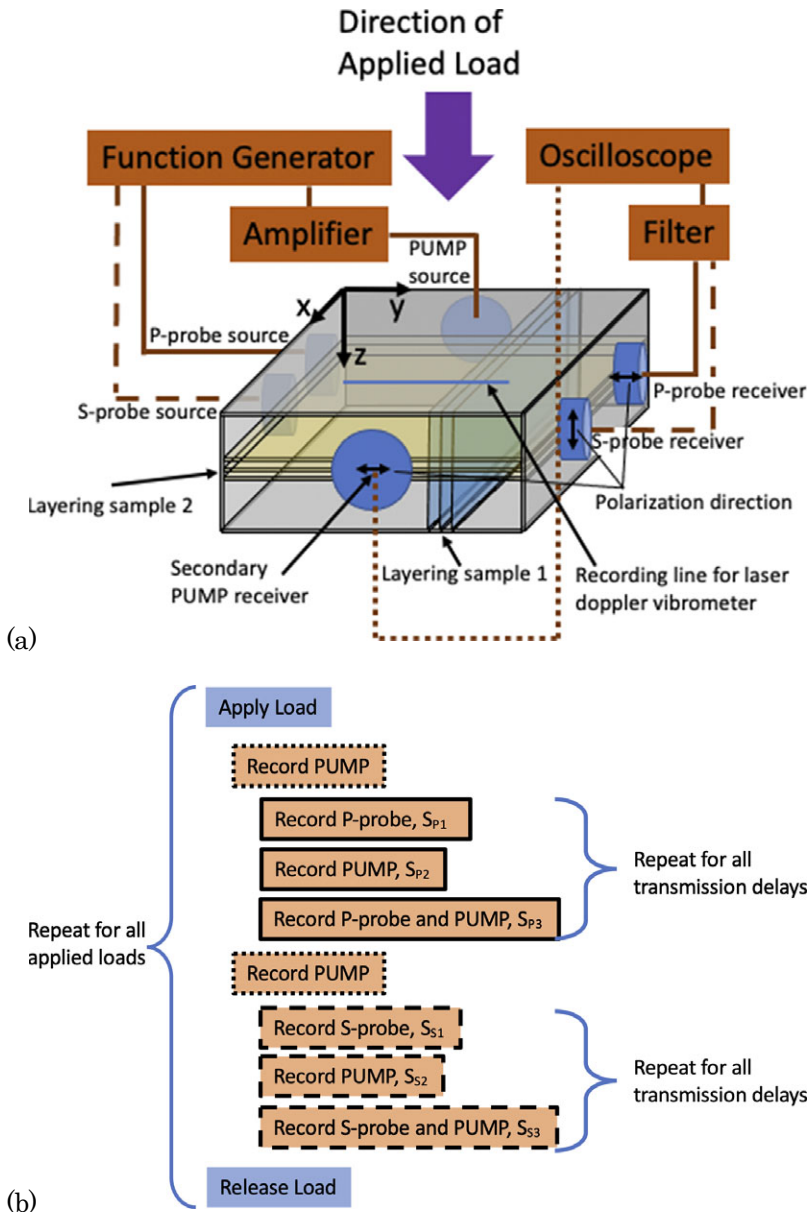 Direction of
Applied Load
Function Generator
Oscilloscope
Amplifier
Filter
PUMP
source
x
y
z
P-probe source
S-probe source
P-probe receiver
S-probe receiver
Polarization direction
Layering sample 2
Secondary
PUMP receiver
Layering sample 1
Recording line for laser
doppler vibrometer
(a)
Apply Load
Record PUMP
Record P-probe, SP1
Record PUMP, SP2
Record P-probe and PUMP, SP3
Repeat for all
transmission delays
Repeat for all
applied loads
Record PUMP
Record S-probe, SS1
Record PUMP, SS2
Record S-probe and PUMP, SS3
Repeat for all
transmission delays
Release Load
(b)